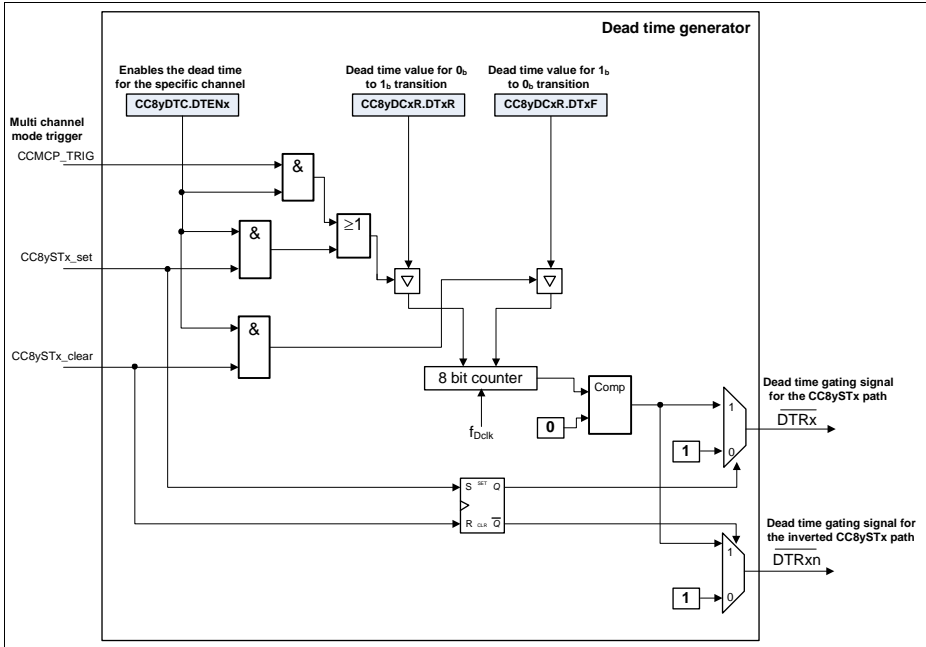 Dead time generator
Enables the dead time
for the specific channel
CC8yDTC.DTENx
Dead time value for 0b
to 1b transition
CC8yDCxR.DTxR
Dead time value for 1b
to 0b transition
CC8yDCxR.DTxF
Multi channel
mode trigger
CCMCP_TRIG
&
≥1
CC8ySTx_set
&
CC8ySTx_clear
&
8 bit counter
fDclk
Comp
0
1
1
0
Dead time gating signal
for the CC8ySTx path
DTRx
S SET Q
R CLR Q
Dead time gating signal for
the inverted CC8ySTx path
DTRxn
1
1
0